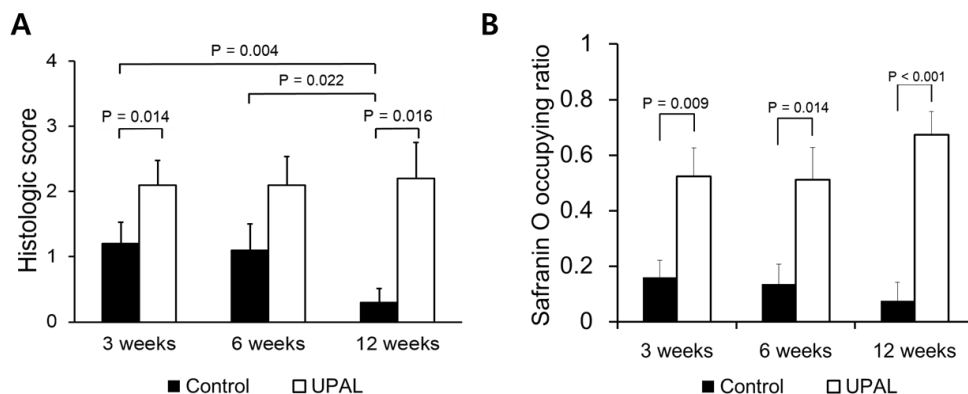 A
Histologic score
4
3
2
1
0
P = 0.004
P = 0.022
P = 0.014
P = 0.016
3 weeks
6 weeks
12 weeks
Control
UPAL
B
Safranin O occupying ratio
1
0.8
0.6
0.4
0.2
0
P = 0.009
P = 0.014
P < 0.001
3 weeks
6 weeks
12 weeks
Control
UPAL